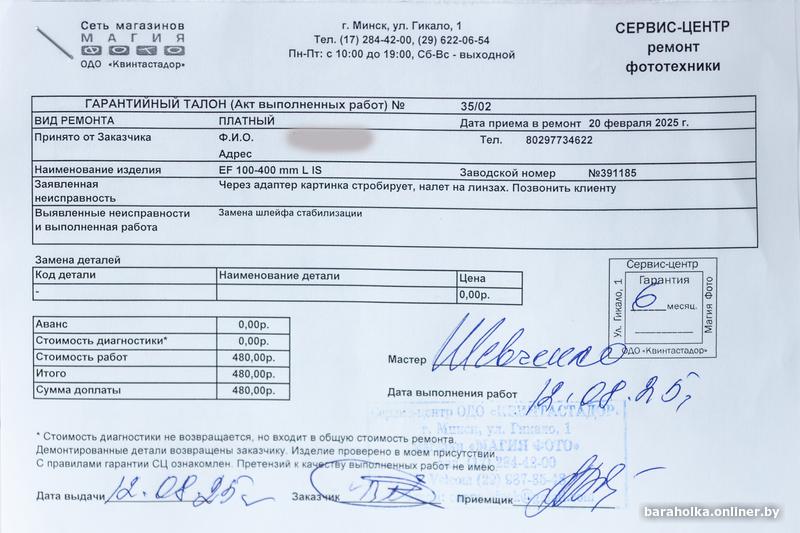 Сеть магазинов
МАГИЯ
ФОТО
ОДО «Квинтастадор»
г. Минск, ул. Гикало, 1
Тел. (17) 284-42-00, (29) 622-06-54
Пн-Пт: с 10:00 до 19:00, Сб-Вс - выходной
СЕРВИС-ЦЕНТР
ремонт
фототехники
ГАРАНТИЙНЫЙ ТАЛОН (Акт выполненных работ) № 35/02
ВИД РЕМОНТА ПЛАТНЫЙ Дата приема в ремонт 20 февраля 2025 г.
Принято от Заказчика Ф.И.О. Тел. 80297734622
Адрес
Наименование изделия EF 100-400 mm L IS Заводской номер №391185
Заявленная неисправность Через адаптер картинка стробирует, налет на линзах. Позвонить клиенту
Выявленные неисправности и выполненная работа Замена шлейфа стабилизации
Замена деталей
Код детали Наименование детали Цена
- 0,00р.
Сервис-центр
Гарантия
6 месяц.
Ул. Гикало, 1
Магия Фото
ОДО «Квинтастадор»
Аванс 0,00р.
Стоимость диагностики* 0,00р.
Стоимость работ 480,00р.
Итого 480,00р.
Сумма доплаты 480,00р.
Мастер Шевченко
Дата выполнения работ 12.08.25
Сервис-центр ОДО «КВИНТАСТАДОР»
г. Минск, ул. Гикало, 1
«МАГИЯ ФОТО»
284-42-00
* Стоимость диагностики не возвращается, но входит в общую стоимость ремонта.
Демонтированные детали возвращены заказчику. Изделие проверено в моем присутствии.
С правилами гарантии СЦ ознакомлен. Претензий к качеству выполненных работ не имею.
Дата выдачи 12.08.25 Заказчик Приемщик
baraholka.onliner.by